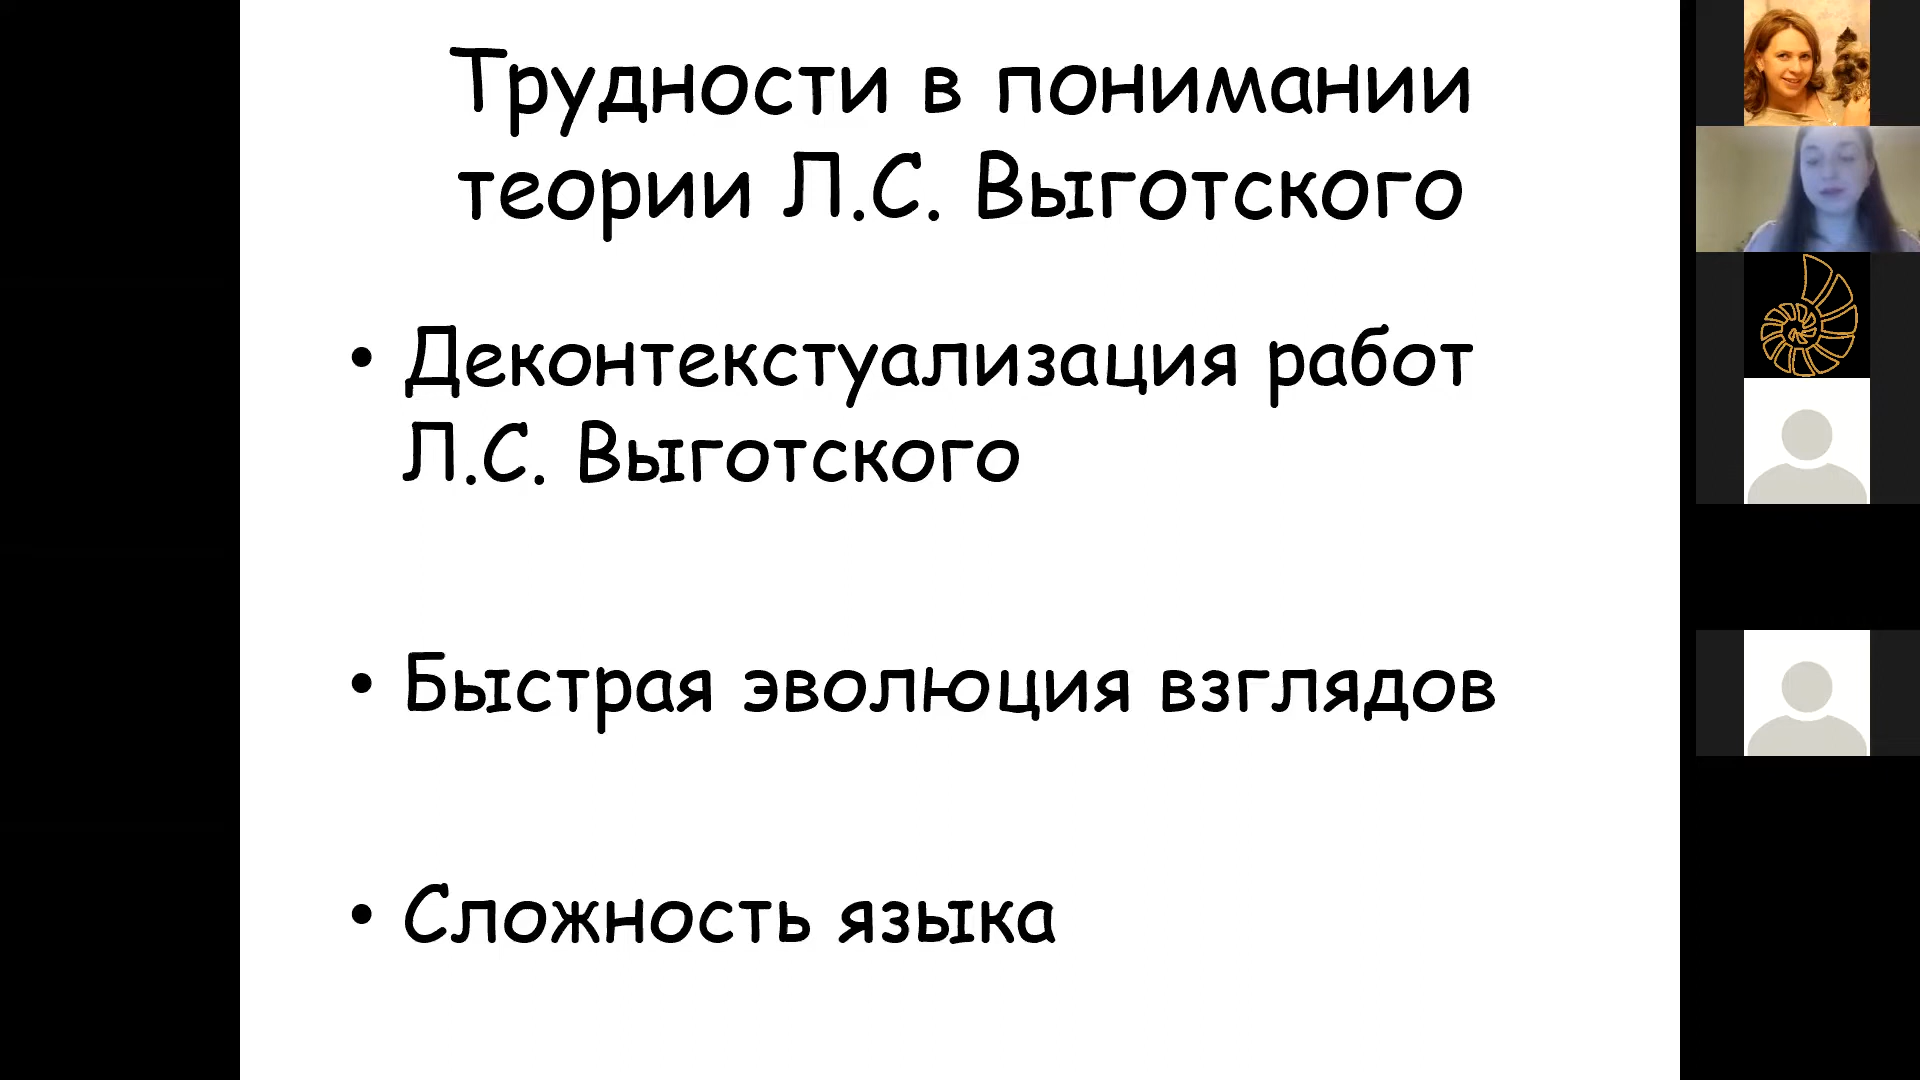 Трудности в понимании
теории Л.С. Выготского
• Деконтекстуализация работ
Л.С. Выготского
• Быстрая эволюция взглядов
• Сложность языка